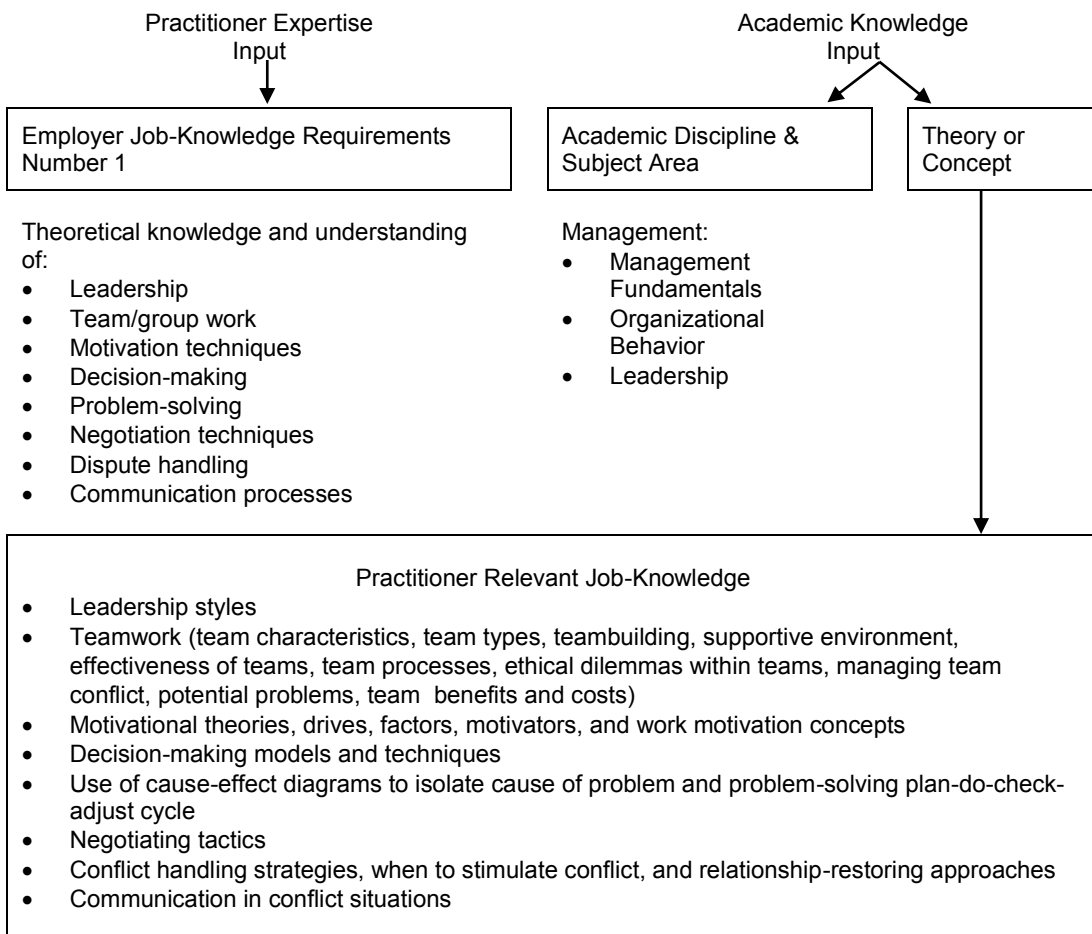 Practitioner Expertise
Input
Academic Knowledge
Input
Employer Job-Knowledge Requirements
Number 1
Academic Discipline &
Subject Area
Theory or
Concept
Theoretical knowledge and understanding
of:
• Leadership
• Team/group work
• Motivation techniques
• Decision-making
• Problem-solving
• Negotiation techniques
• Dispute handling
• Communication processes
Management:
• Management
Fundamentals
• Organizational
Behavior
• Leadership
Practitioner Relevant Job-Knowledge
• Leadership styles
• Teamwork (team characteristics, team types, teambuilding, supportive environment,
effectiveness of teams, team processes, ethical dilemmas within teams, managing team
conflict, potential problems, team benefits and costs)
• Motivational theories, drives, factors, motivators, and work motivation concepts
• Decision-making models and techniques
• Use of cause-effect diagrams to isolate cause of problem and problem-solving plan-do-check-
adjust cycle
• Negotiating tactics
• Conflict handling strategies, when to stimulate conflict, and relationship-restoring approaches
• Communication in conflict situations